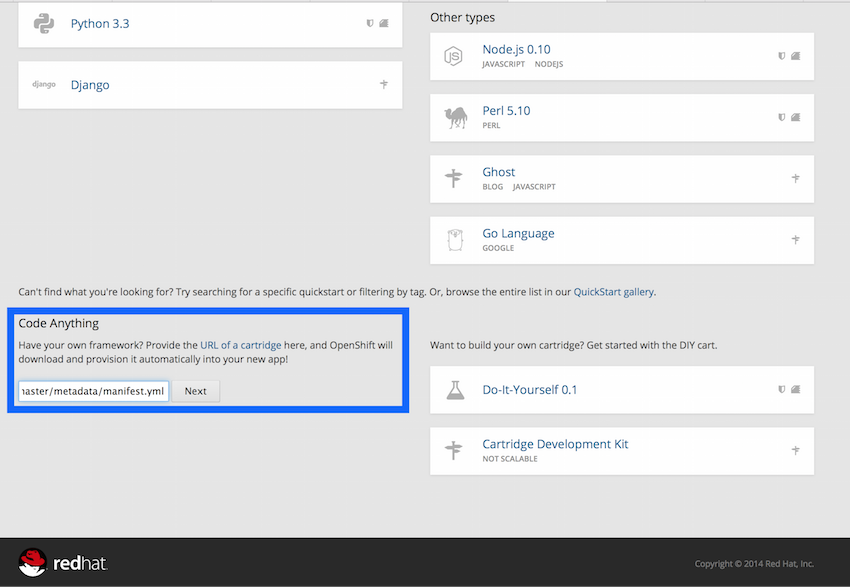 Python 3.3
django
Django
Other types
JS
Node.js 0.10
JAVASCRIPT NODEJS
Perl 5.10
PERL
Ghost
BLOG JAVASCRIPT
Go Language
GOOGLE
Can't find what you're looking for? Try searching for a specific quickstart or filtering by tag. Or, browse the entire list in our QuickStart gallery.
Code Anything
Have your own framework? Provide the URL of a cartridge here, and OpenShift will
download and provision it automatically into your new app!
master/metadata/manifest.yml
Next
Want to build your own cartridge? Get started with the DIY cart.
Do-It-Yourself 0.1
Cartridge Development Kit
NOT SCALABLE
redhat.
Copyright © 2014 Red Hat, Inc.